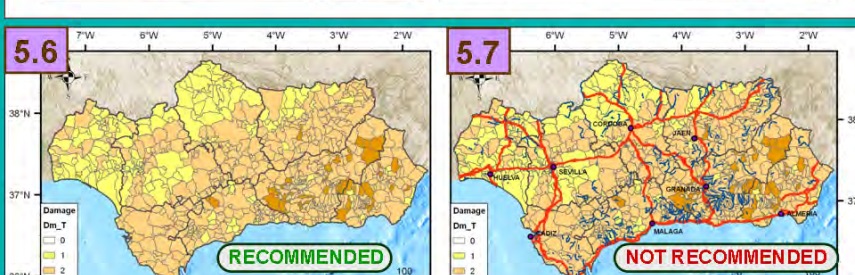 5.6
7°W 6°W 5°W 4°W 3°W 2°W
38°N
37°N
Damage
Dm_T
0
1
2
RECOMMENDED
100
5.7
6°W 5°W 4°W 3°W 2°W
CORDOBA
JAEN
SEVILLA
HUELVA
GRANADA
ALMERIA
MALAGA
CADIZ
Damage
Dm_T
0
1
2
NOT RECOMMENDED